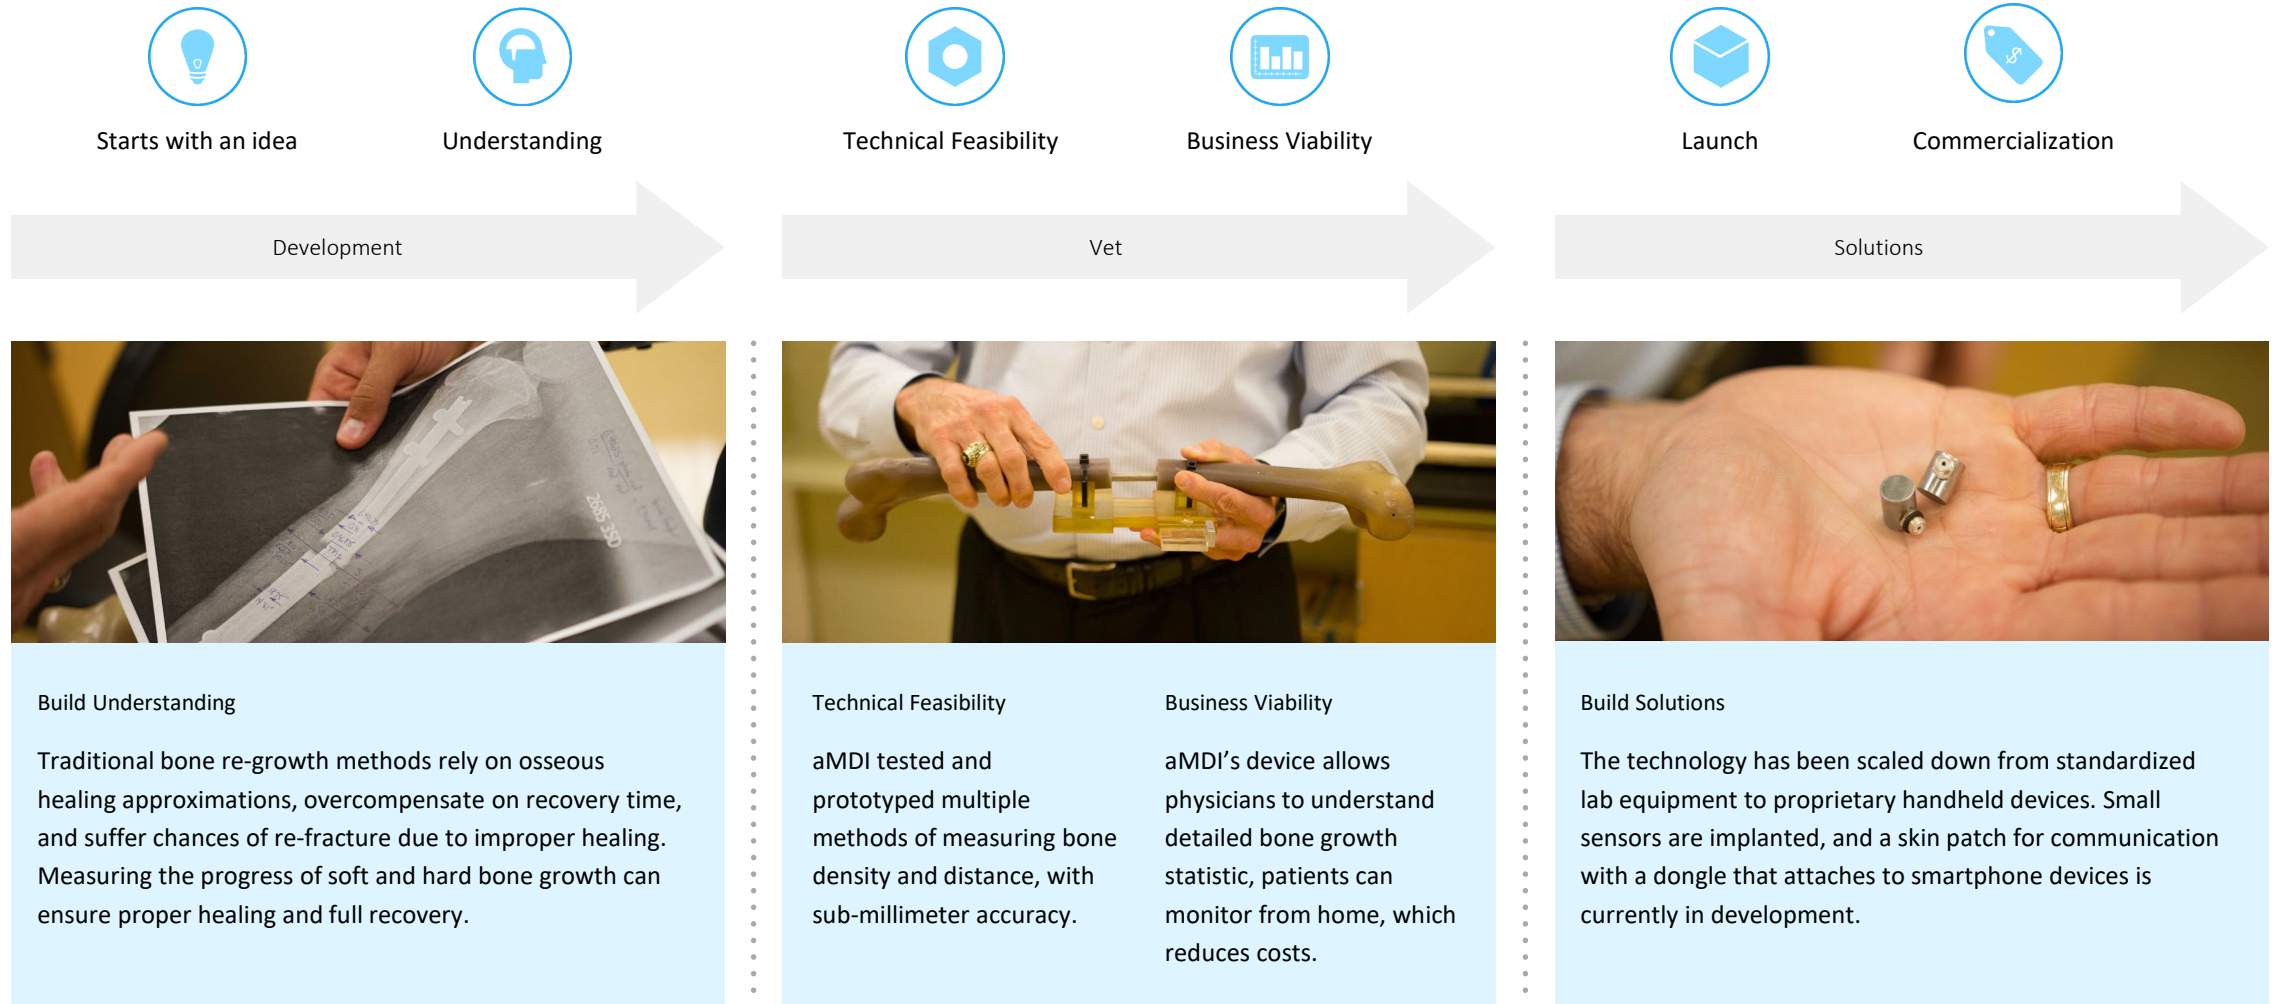 Starts with an idea
Understanding
Technical Feasibility
Business Viability
Launch
Commercialization
Development
Vet
Solutions
2685 3SD
Build Understanding
Traditional bone re-growth methods rely on osseous
healing approximations, overcompensate on recovery time,
and suffer chances of re-fracture due to improper healing.
Measuring the progress of soft and hard bone growth can
ensure proper healing and full recovery.
Technical Feasibility
aMDI tested and
prototyped multiple
methods of measuring bone
density and distance, with
sub-millimeter accuracy.
Business Viability
aMDI’s device allows
physicians to understand
detailed bone growth
statistic, patients can
monitor from home, which
reduces costs.
Build Solutions
The technology has been scaled down from standardized
lab equipment to proprietary handheld devices. Small
sensors are implanted, and a skin patch for communication
with a dongle that attaches to smartphone devices is
currently in development.